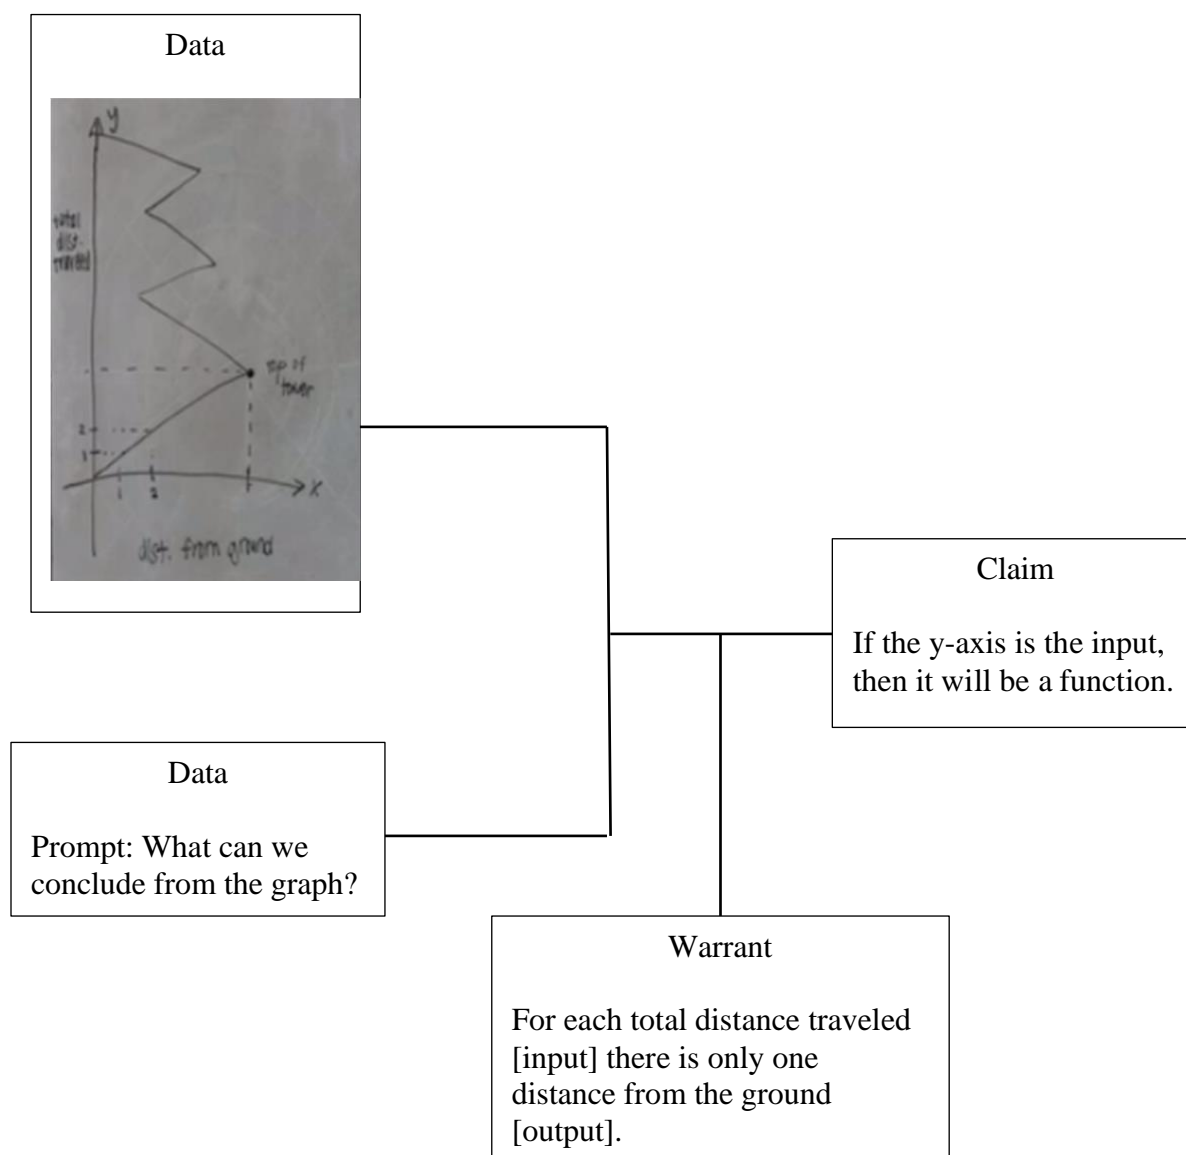 Data
y
total
dist.
traveled
top of
tower
2
1
1
2
x
dist. from ground
Data
Prompt: What can we
conclude from the graph?
Claim
If the y-axis is the input,
then it will be a function.
Warrant
For each total distance traveled
[input] there is only one
distance from the ground
[output].